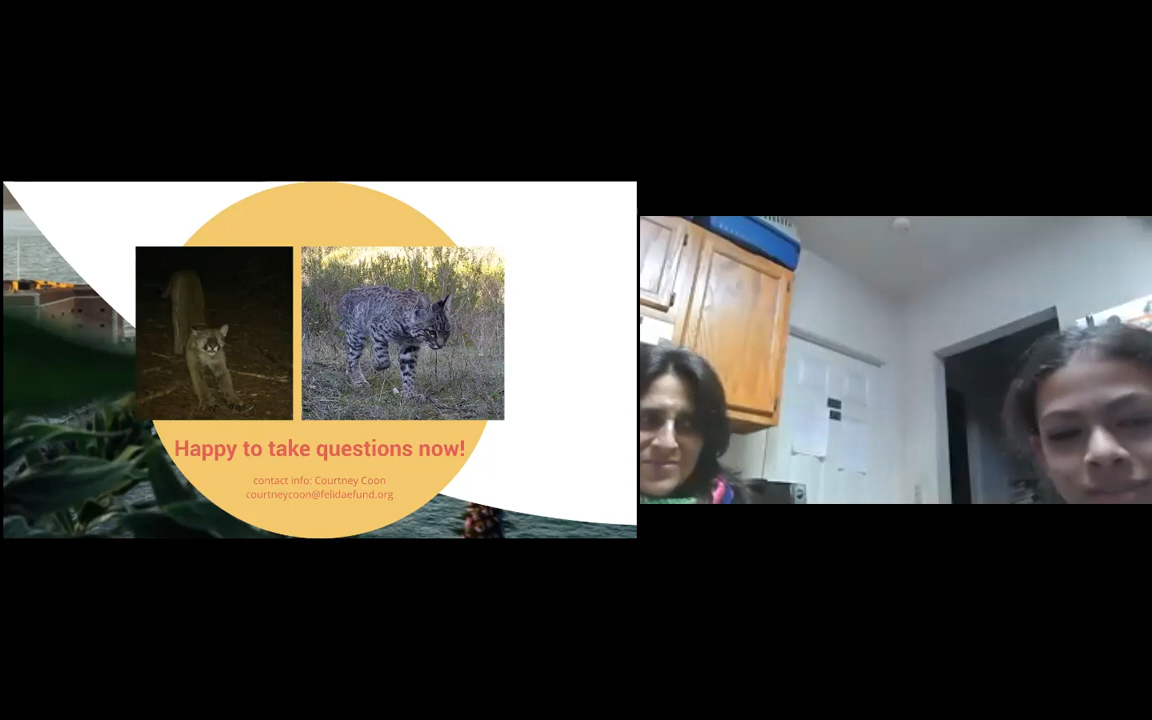 Happy to take questions now!
contact info: Courtney Coon
courtneycoon@felidaefund.org